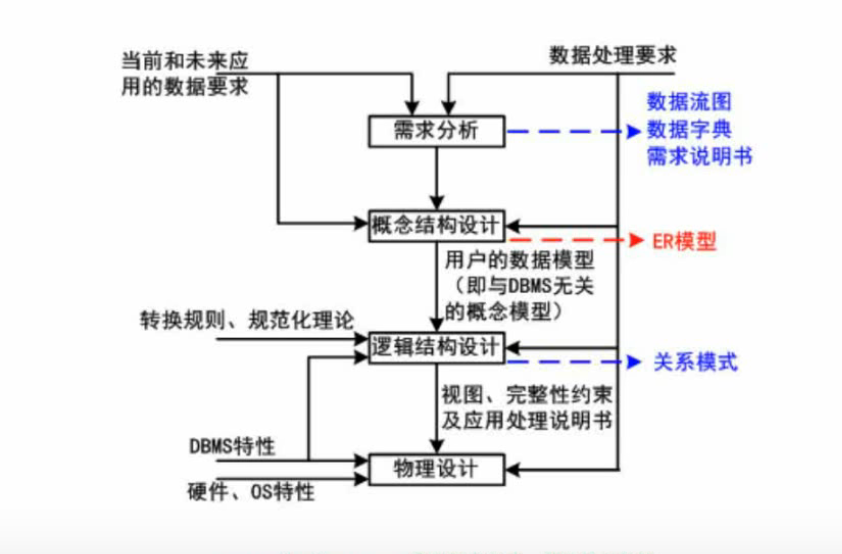 当前和未来应
用的数据要求
数据处理要求
需求分析
数据流图
数据字典
需求说明书
概念结构设计
ER模型
用户的数据模型
（即与DBMS无关
的概念模型）
转换规则、规范化理论
逻辑结构设计
关系模式
视图、完整性约束
及应用处理说明书
DBMS特性
物理设计
硬件、OS特性